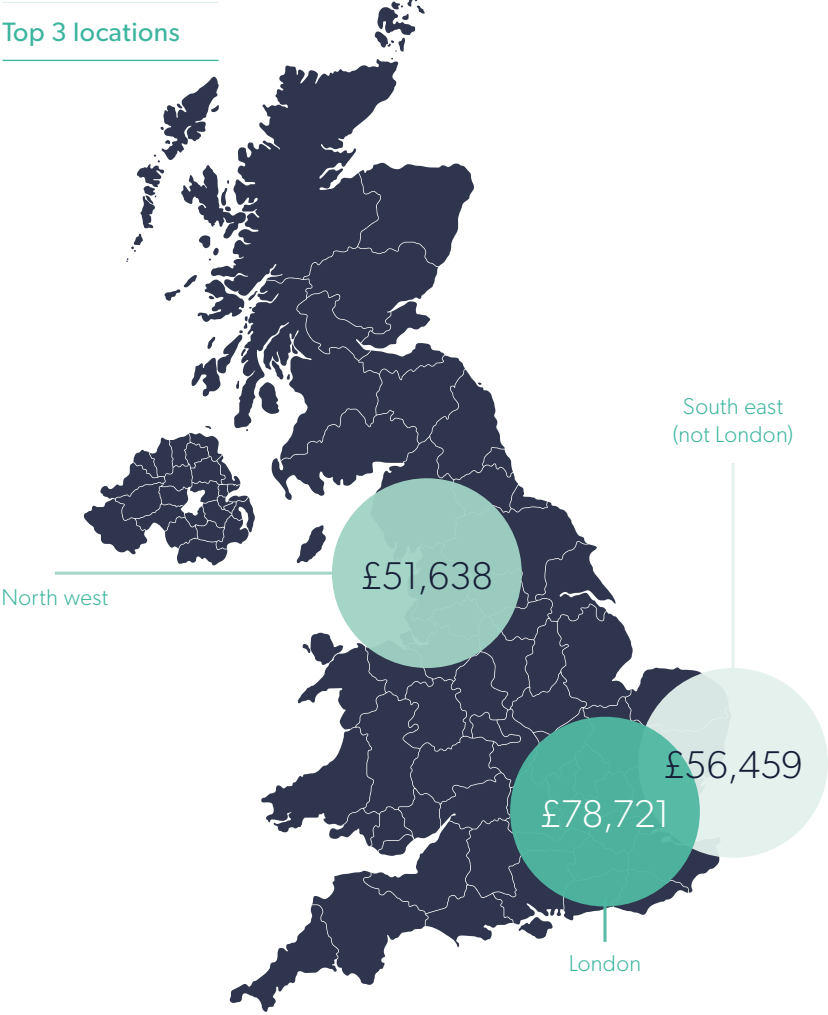 Top 3 locations
South east
(not London)
£51,638
North west
£56,459
£78,721
London